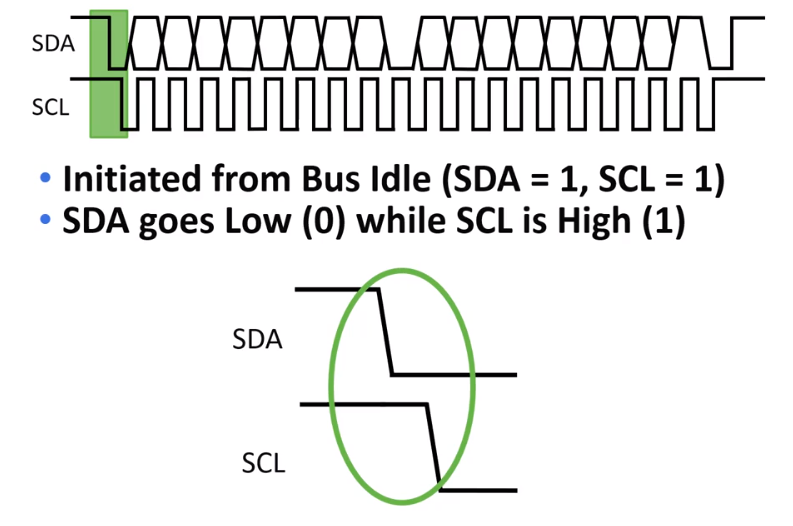 SDA
SCL
• Initiated from Bus Idle (SDA = 1, SCL = 1)
• SDA goes Low (0) while SCL is High (1)
SDA
SCL